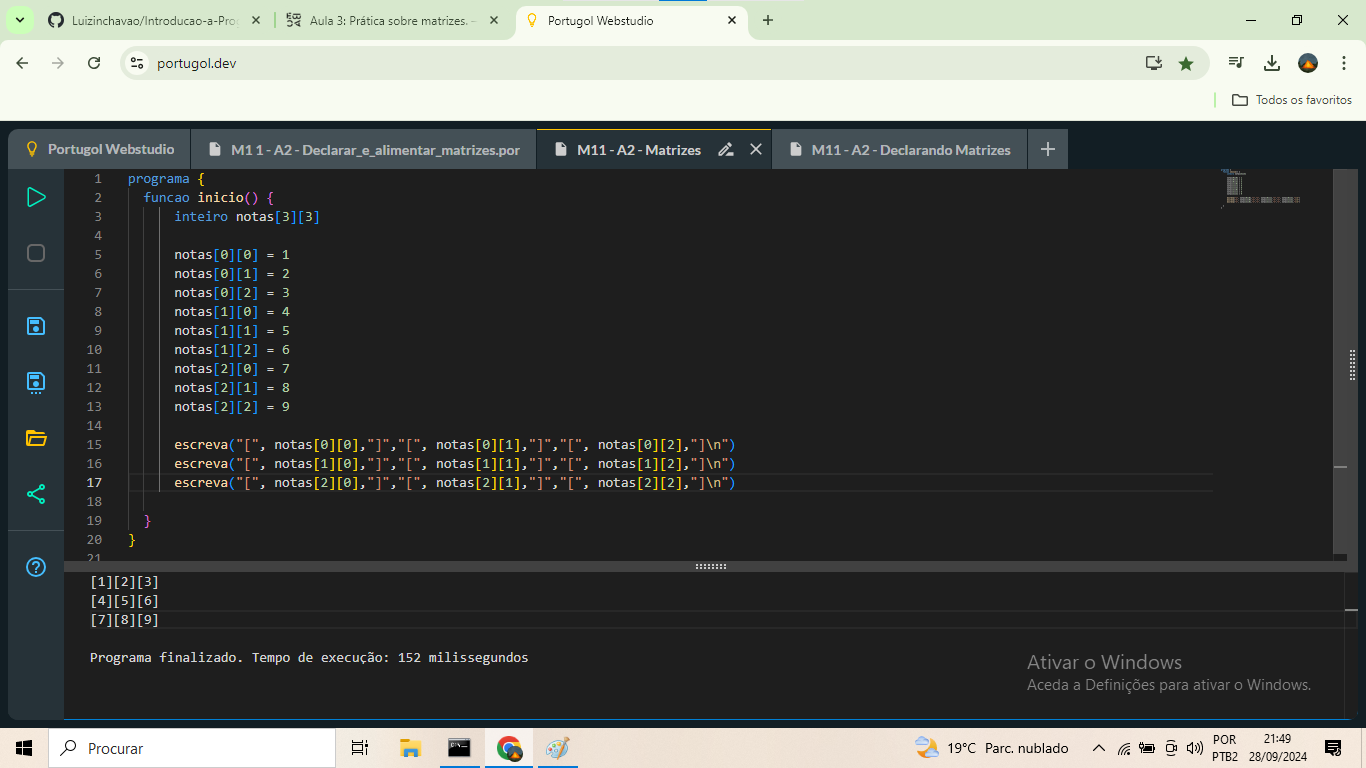 Luizinchavao/Introducao-a-Pro
Aula 3: Prática sobre matrizes. –
Portugol Webstudio
portugol.dev
Todos os favoritos
Portugol Webstudio
M1 1 - A2 - Declarar_e_alimentar_matrizes.por
M11 - A2 - Matrizes
M11 - A2 - Declarando Matrizes
1 programa {
2 funcao inicio() {
3 inteiro notas[3][3]
4
5 notas[0][0] = 1
6 notas[0][1] = 2
7 notas[0][2] = 3
8 notas[1][0] = 4
9 notas[1][1] = 5
10 notas[1][2] = 6
11 notas[2][0] = 7
12 notas[2][1] = 8
13 notas[2][2] = 9
14
15 escreva("[", notas[0][0],"]","[", notas[0][1],"]","[", notas[0][2],"]\n")
16 escreva("[", notas[1][0],"]","[", notas[1][1],"]","[", notas[1][2],"]\n")
17 escreva("[", notas[2][0],"]","[", notas[2][1],"]","[", notas[2][2],"]\n")
18
19 }
20 }
21
[1][2][3]
[4][5][6]
[7][8][9]
Programa finalizado. Tempo de execução: 152 milissegundos
Ativar o Windows
Aceda a Definições para ativar o Windows.
Procurar
19°C Parc. nublado
POR
PTB2
21:49
28/09/2024